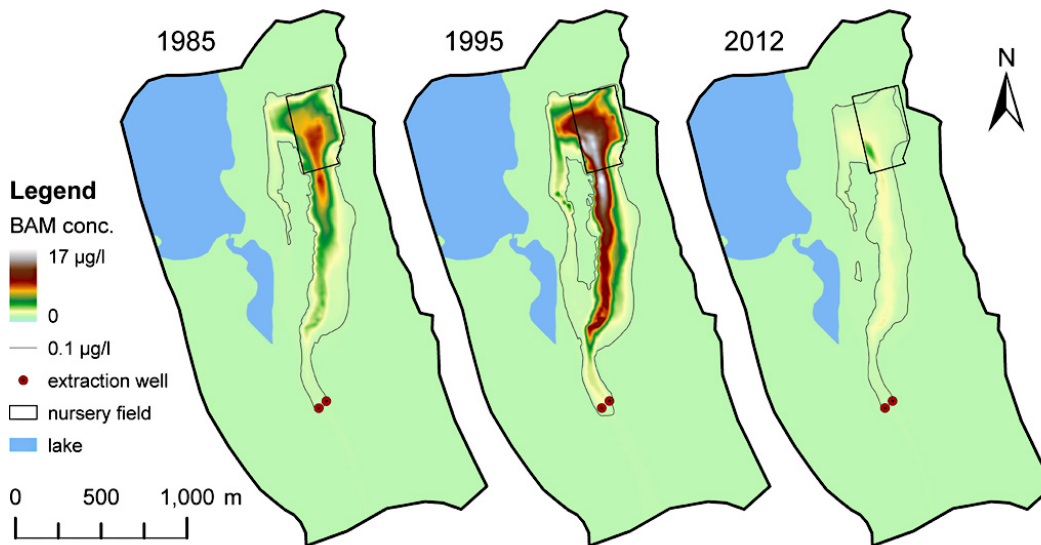 1985
1995
2012
N
Legend
BAM conc.
17 µg/l
0
0.1 µg/l
extraction well
nursery field
lake
0 500 1,000 m